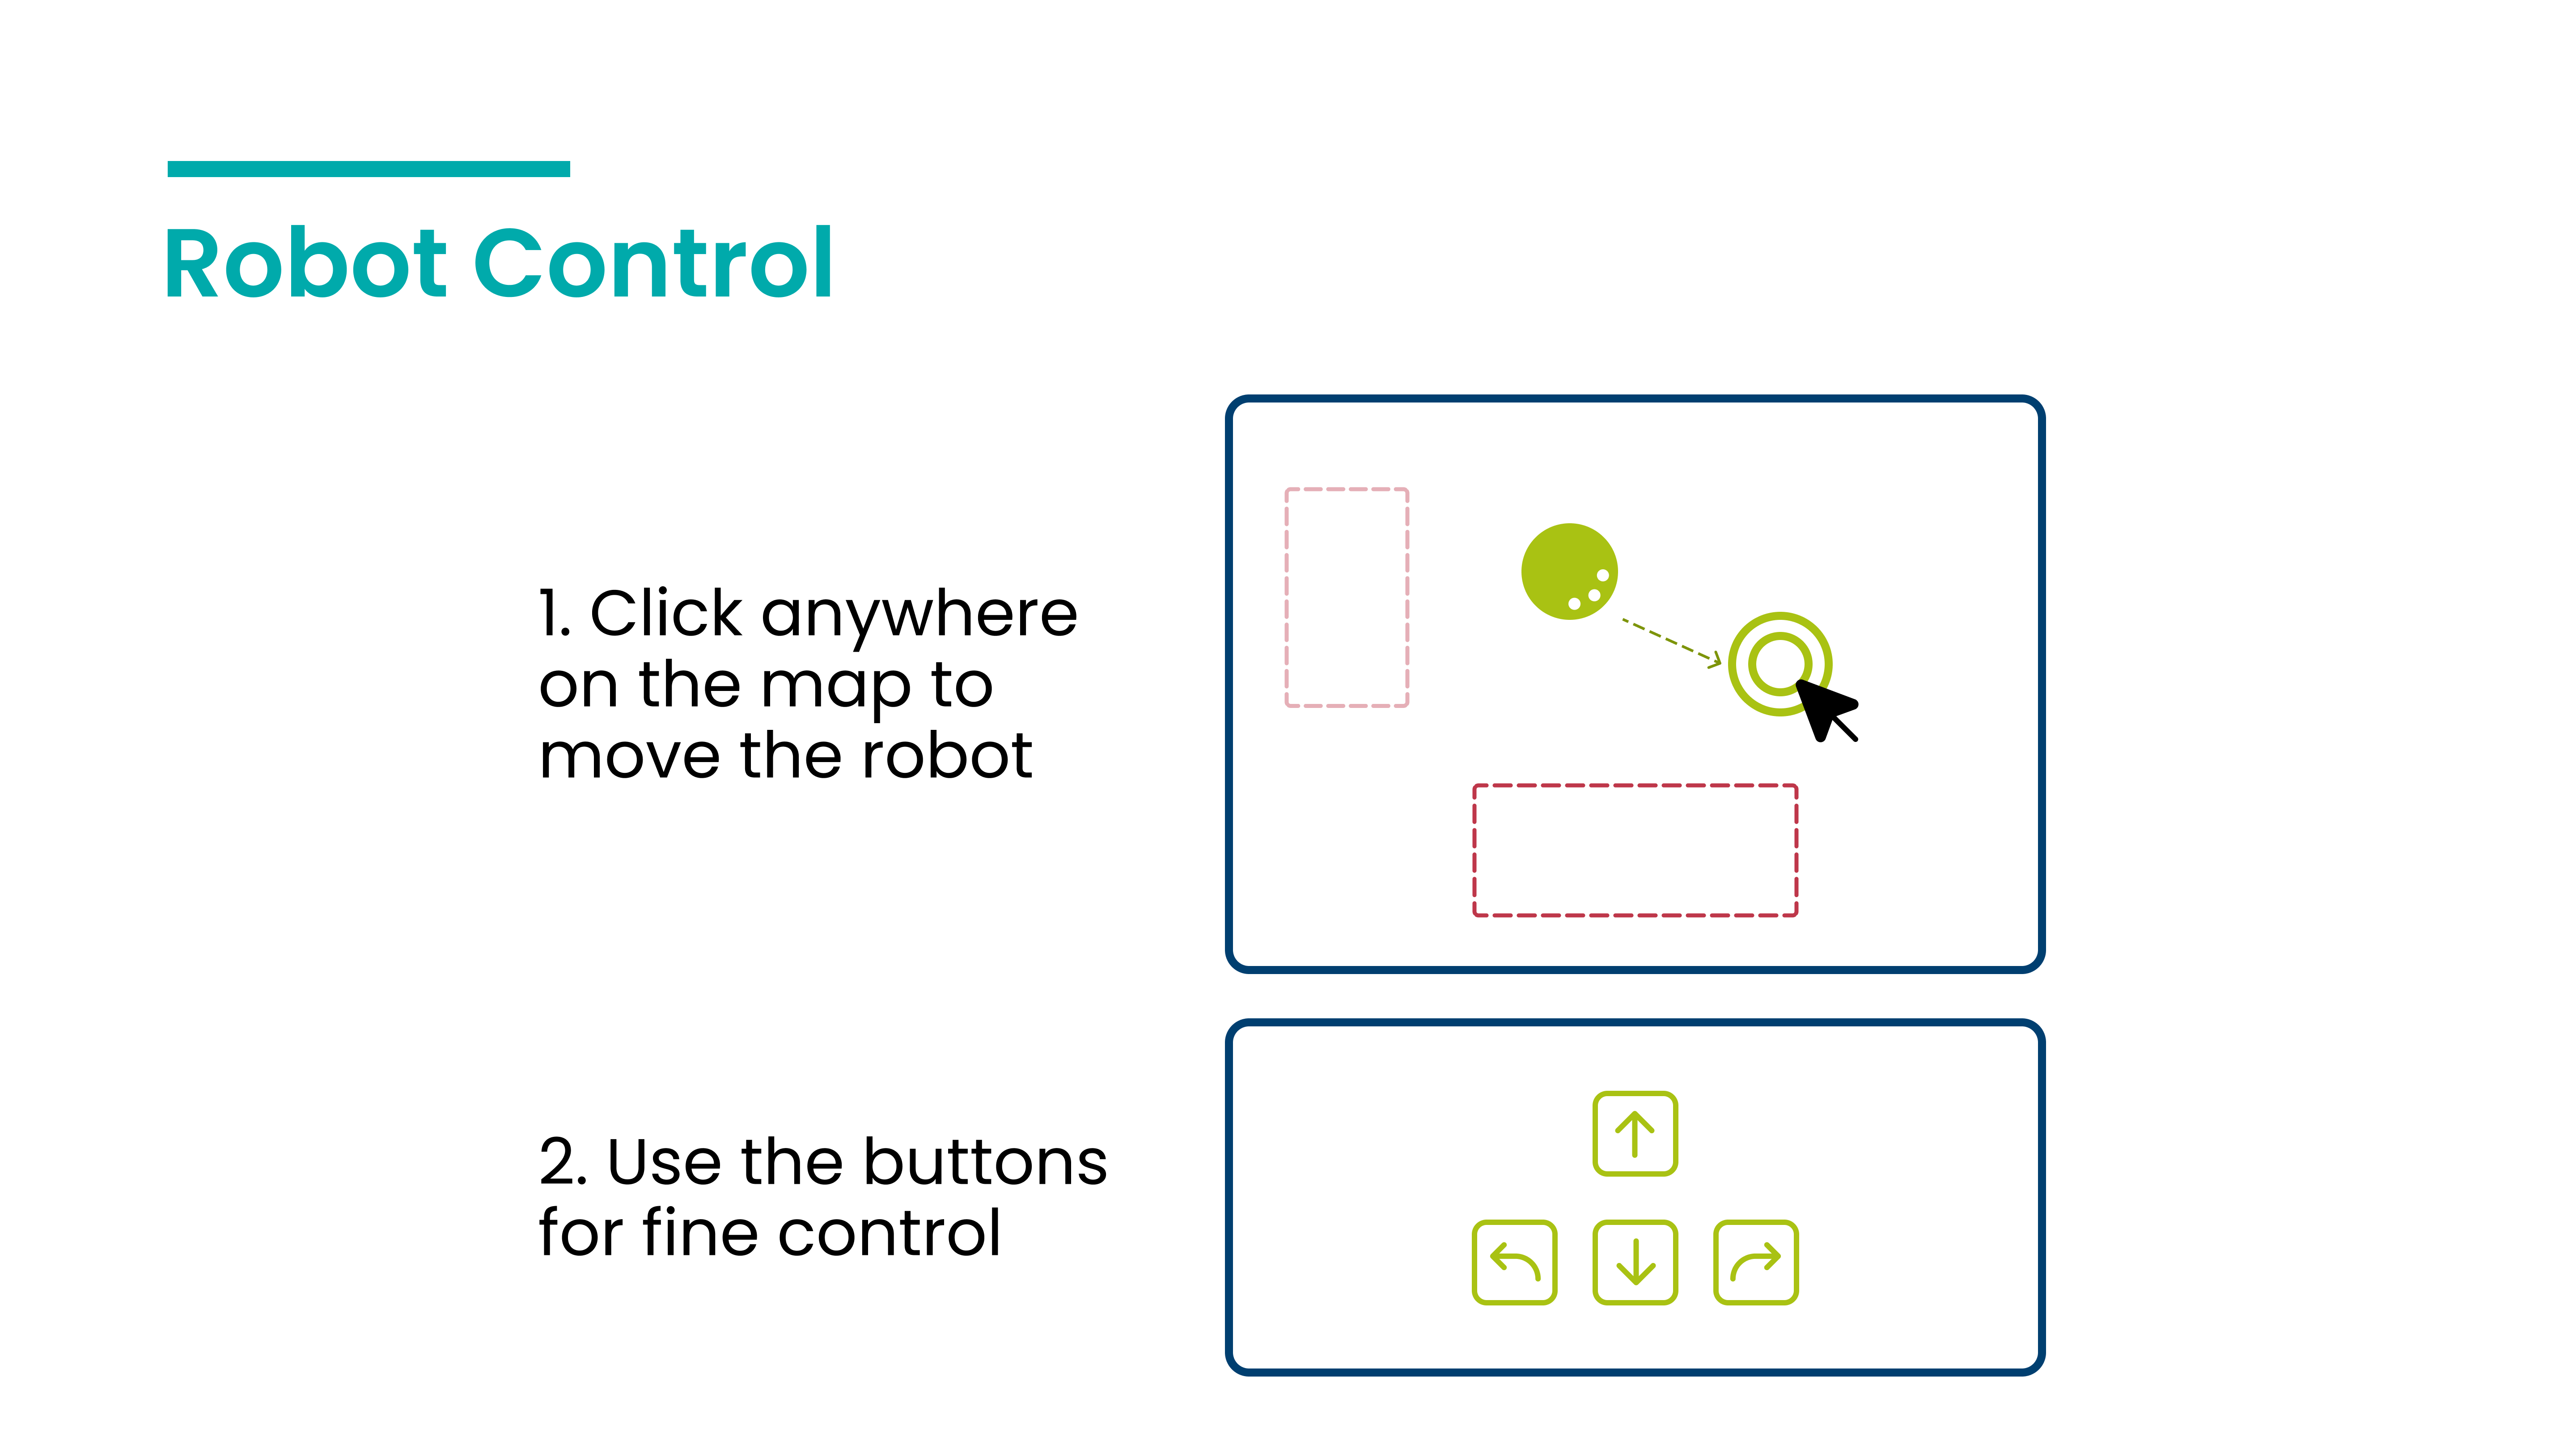 Robot Control
1. Click anywhere
on the map to
move the robot
2. Use the buttons
for fine control